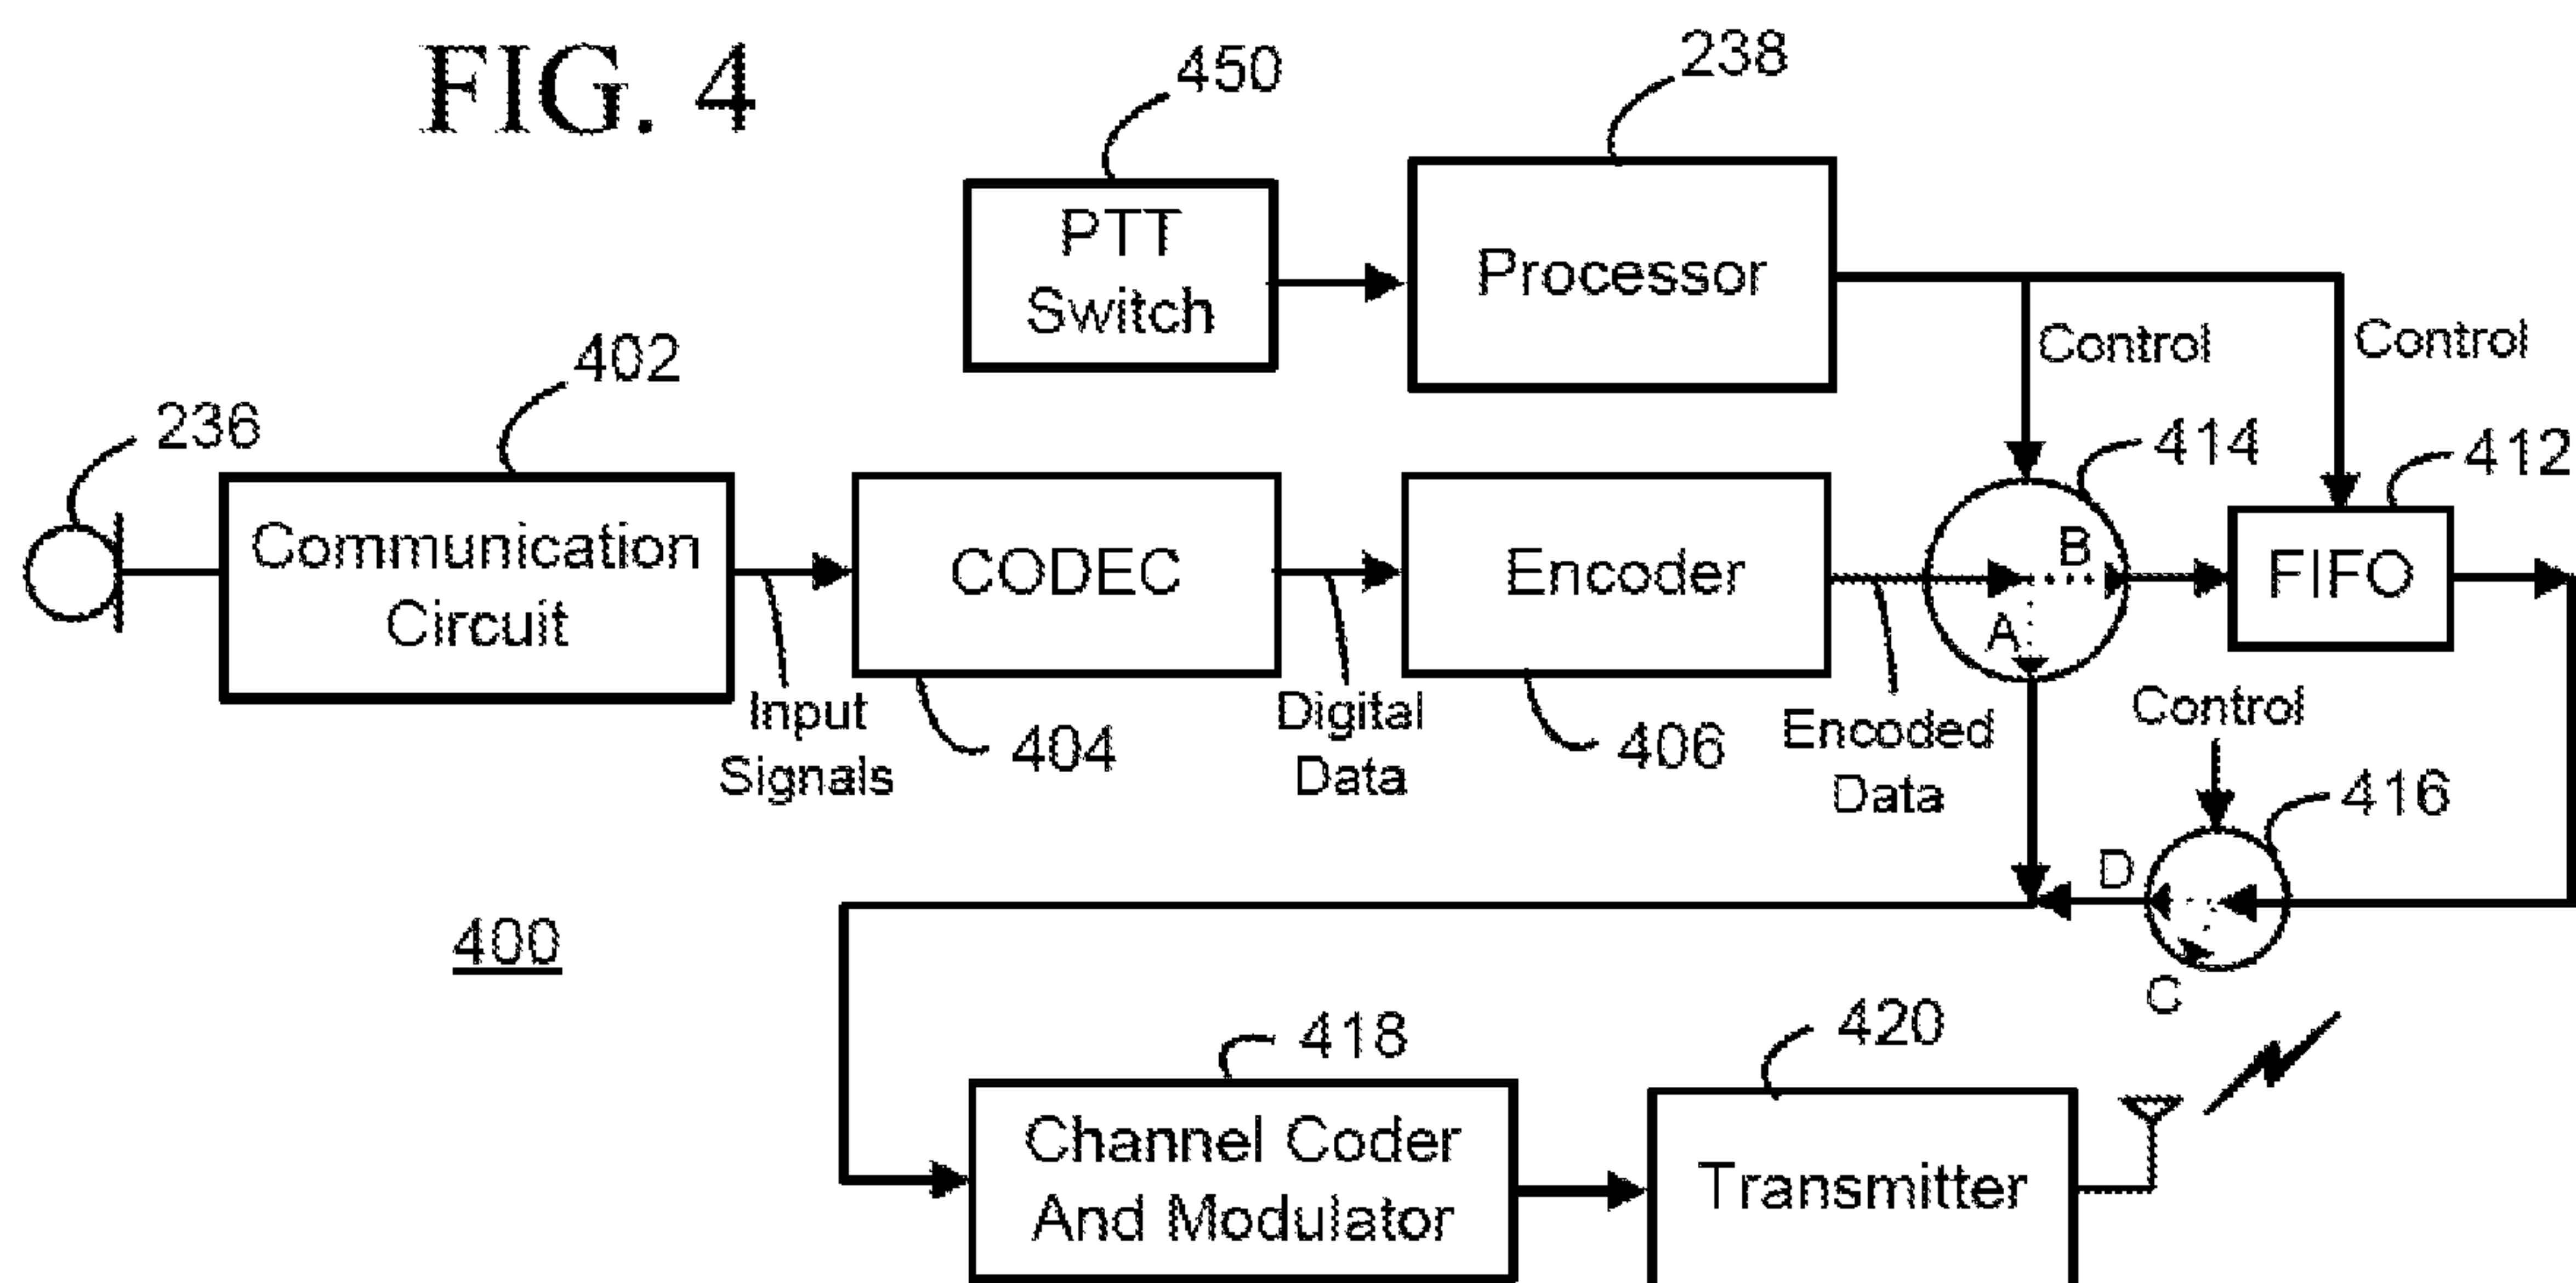 FIG. 4
450
238
PTT
Switch
Processor
Control
Control
402
236
414
412
Communication
Circuit
CODEC
Encoder
B
A
FIFO
Input
Signals
404
Digital
Data
406
Encoded
Data
Control
416
D
C
400
418
420
Channel Coder
And Modulator
Transmitter